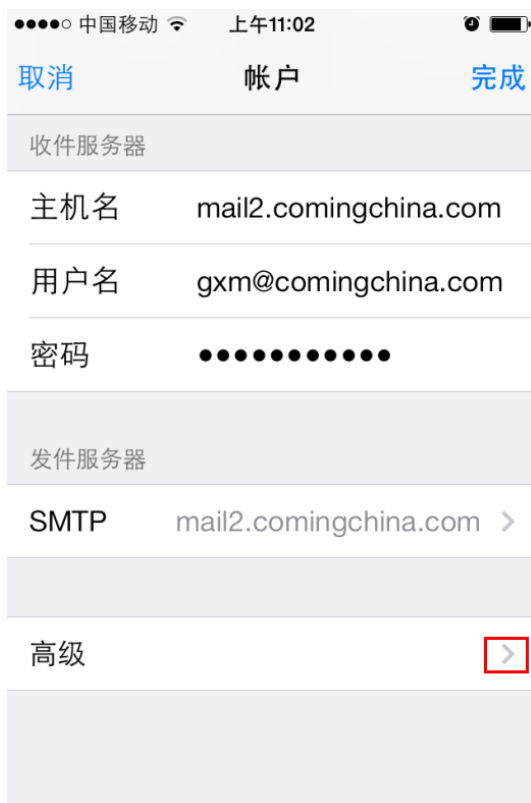 中国移动 上午11:02
取消 帐户 完成
收件服务器
主机名 mail2.comingchina.com
用户名 gxm@comingchina.com
密码 ●●●●●●●●●●●
发件服务器
SMTP mail2.comingchina.com
高级